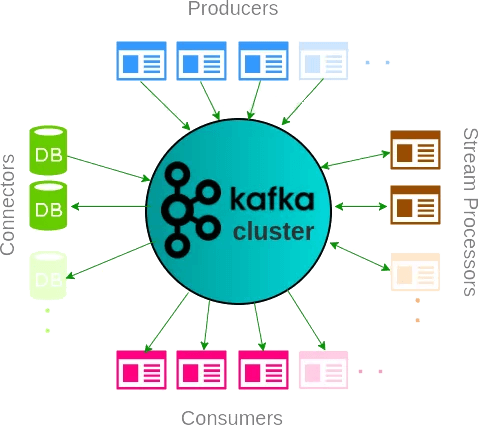 Producers
Connectors
DB
DB
DB
kafka
cluster
Stream Processors
Consumers